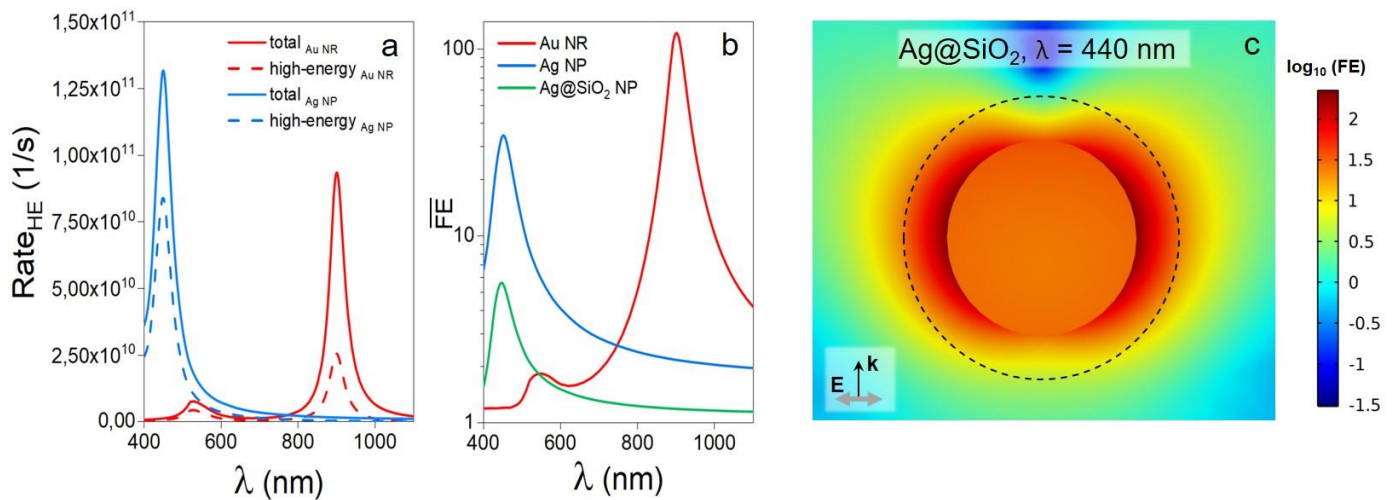 a
total Au NR
high-energy Au NR
total Ag NP
high-energy Ag NP
1,50x10¹¹
1,25x10¹¹
1,00x10¹¹
7,50x10¹⁰
5,00x10¹⁰
2,50x10¹⁰
0,00
Rate_HE (1/s)
400 600 800 1000
λ (nm)
b
Au NR
Ag NP
Ag@SiO₂ NP
100
10
1
FE
400 600 800 1000
λ (nm)
c
Ag@SiO₂, λ = 440 nm
k
E
log₁₀ (FE)
2
1.5
1
0.5
0
-0.5
-1
-1.5